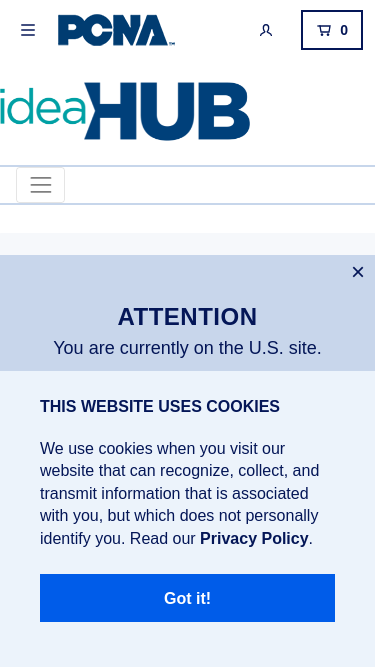 PCNA™
0
ideaHUB
×
ATTENTION
You are currently on the U.S. site.
THIS WEBSITE USES COOKIES
We use cookies when you visit our
website that can recognize, collect, and
transmit information that is associated
with you, but which does not personally
identify you. Read our Privacy Policy.
Got it!